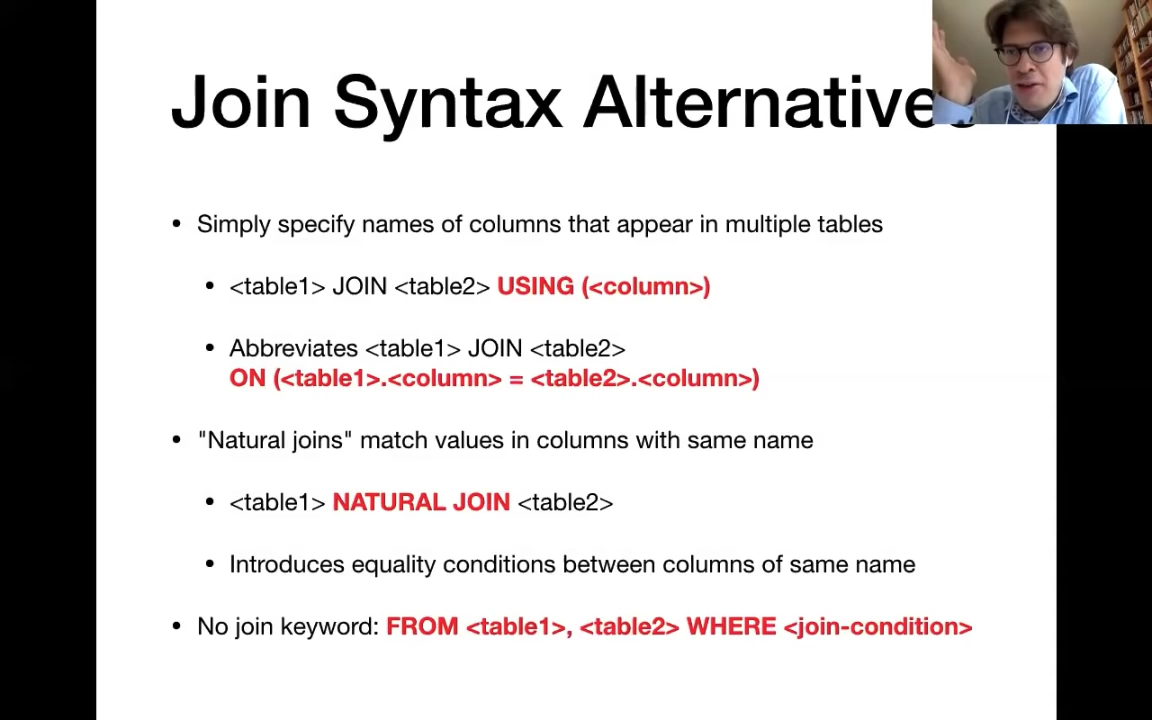 Join Syntax Alternatives
• Simply specify names of columns that appear in multiple tables
• <table1> JOIN <table2> USING (<column>)
• Abbreviates <table1> JOIN <table2>
ON (<table1>.<column> = <table2>.<column>)
• "Natural joins" match values in columns with same name
• <table1> NATURAL JOIN <table2>
• Introduces equality conditions between columns of same name
• No join keyword: FROM <table1>, <table2> WHERE <join-condition>